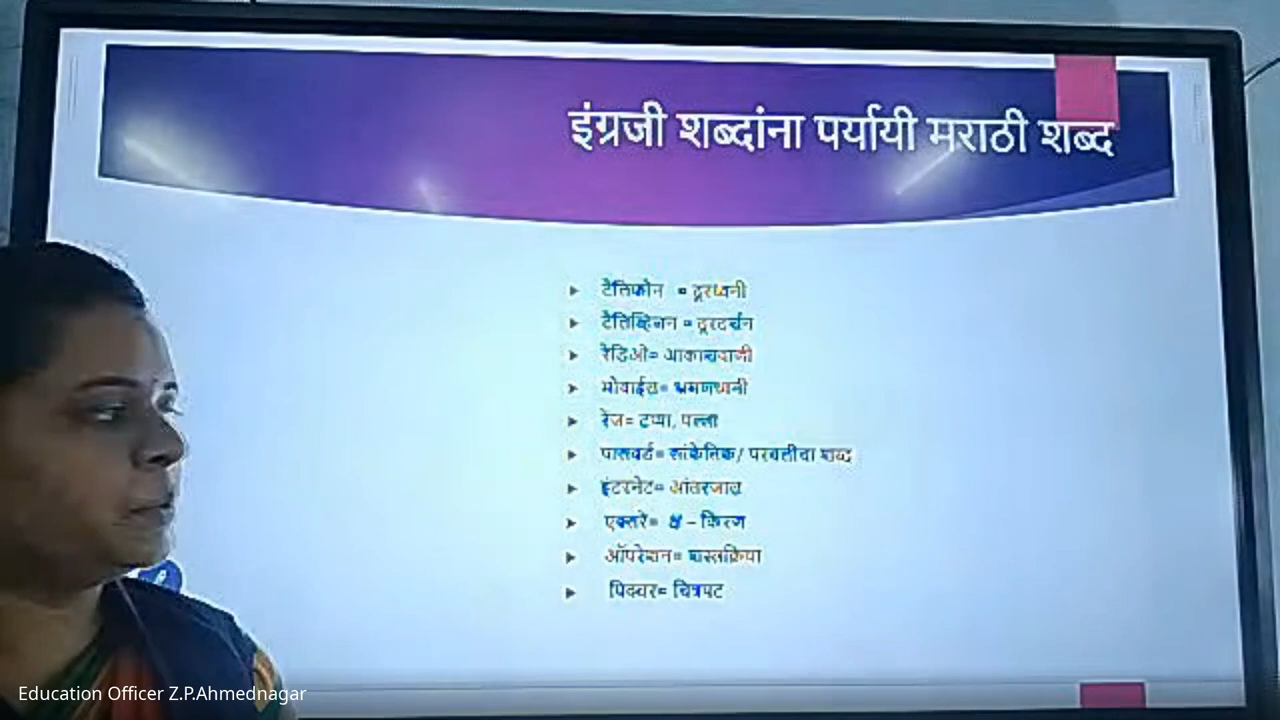 इंग्रजी शब्दांना पर्यायी मराठी शब्द
टेलिफोन = दूरध्वनी
टेलिव्हिजन = दूरदर्शन
रेडिओ= आकाशवाणी
मोबाईल= भ्रमणध्वनी
रेंज= टप्पा, पल्ला
पासवर्ड= सांकेतिक/ परवलीचा शब्द
इंटरनेट= आंतरजाल
एक्सरे= क्ष – किरण
ऑपरेशन= शस्त्रक्रिया
पिक्चर= चित्रपट
Education Officer Z.P.Ahmednagar